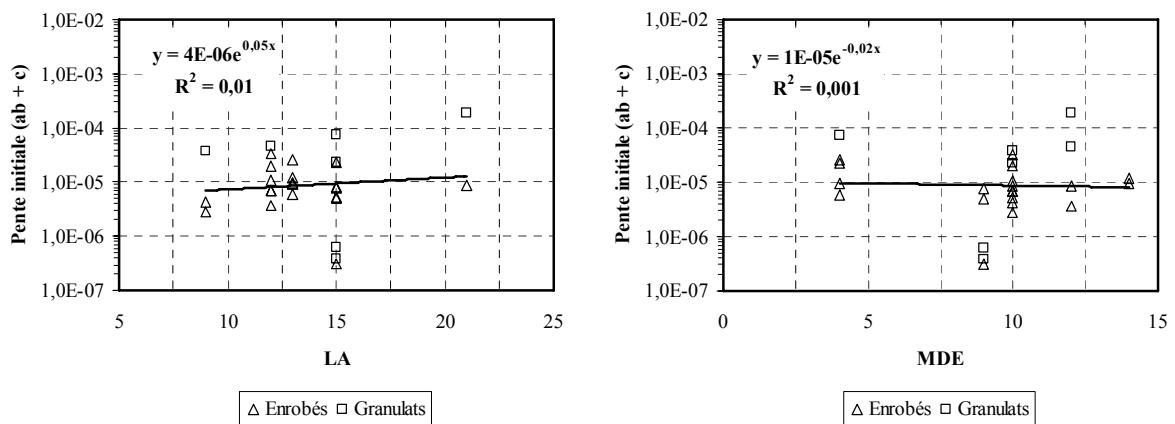 1,0E-02
1,0E-03
1,0E-04
1,0E-05
1,0E-06
1,0E-07
Pente initiale (ab + c)
y = 4E-06e^0,05x
R² = 0,01
5 10 15 20 25
LA
△ Enrobés □ Granulats
1,0E-02
1,0E-03
1,0E-04
1,0E-05
1,0E-06
1,0E-07
Pente initiale (ab + c)
y = 1E-05e^-0,02x
R² = 0,001
0 5 10 15
MDE
△ Enrobés □ Granulats